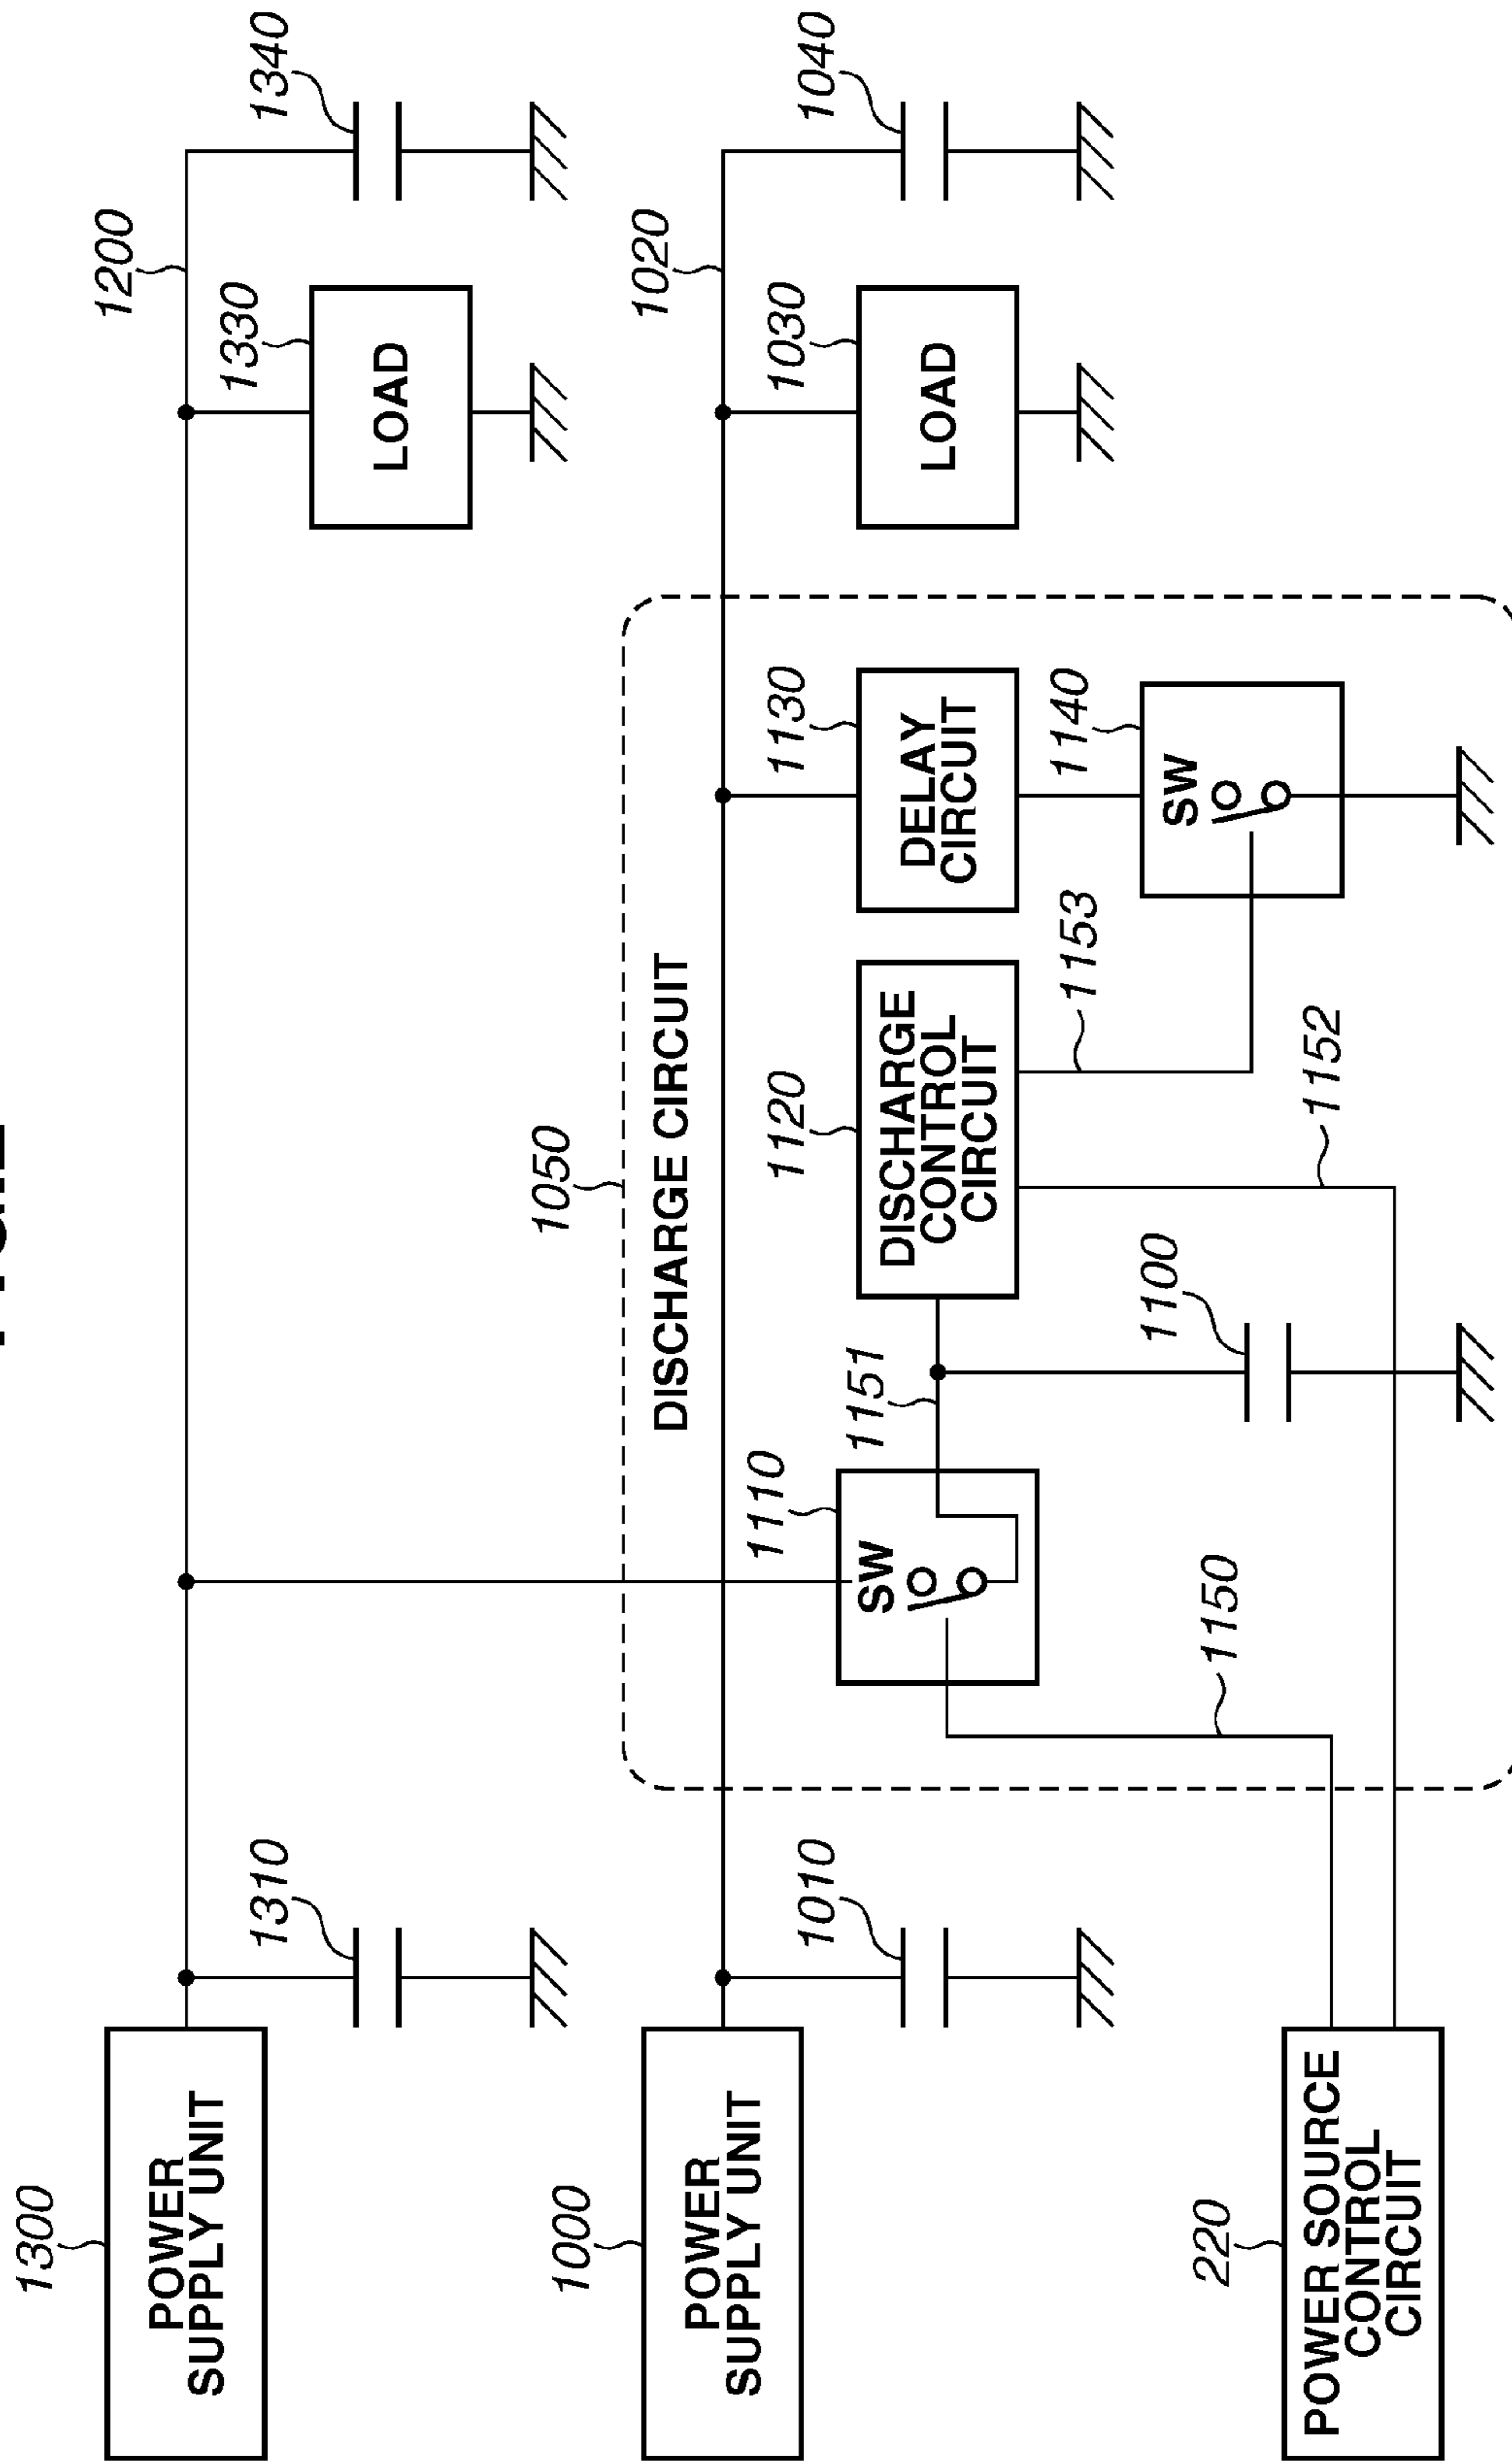 1300
POWER
SUPPLY UNIT
1310
1200
1330
LOAD
1340
1000
POWER
SUPPLY UNIT
1010
1050
DISCHARGE CIRCUIT
1020
1030
LOAD
1040
1110
SW
1151
1120
DISCHARGE
CONTROL
CIRCUIT
1130
DELAY
CIRCUIT
1140
SW
1153
1100
1152
1150
220
POWER SOURCE
CONTROL
CIRCUIT